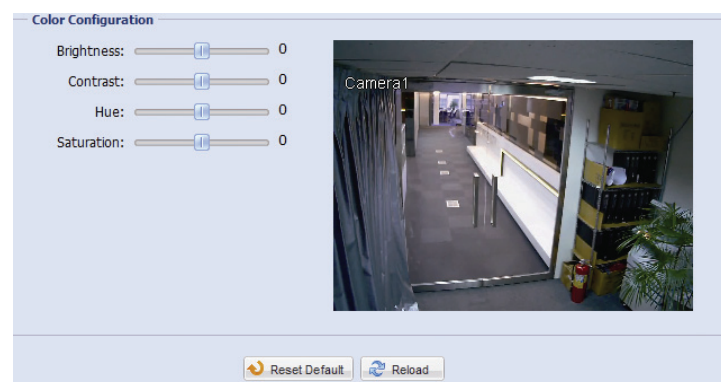 Color Configuration
Brightness: 0
Contrast: 0
Hue: 0
Saturation: 0
Camera1
Reset Default
Reload